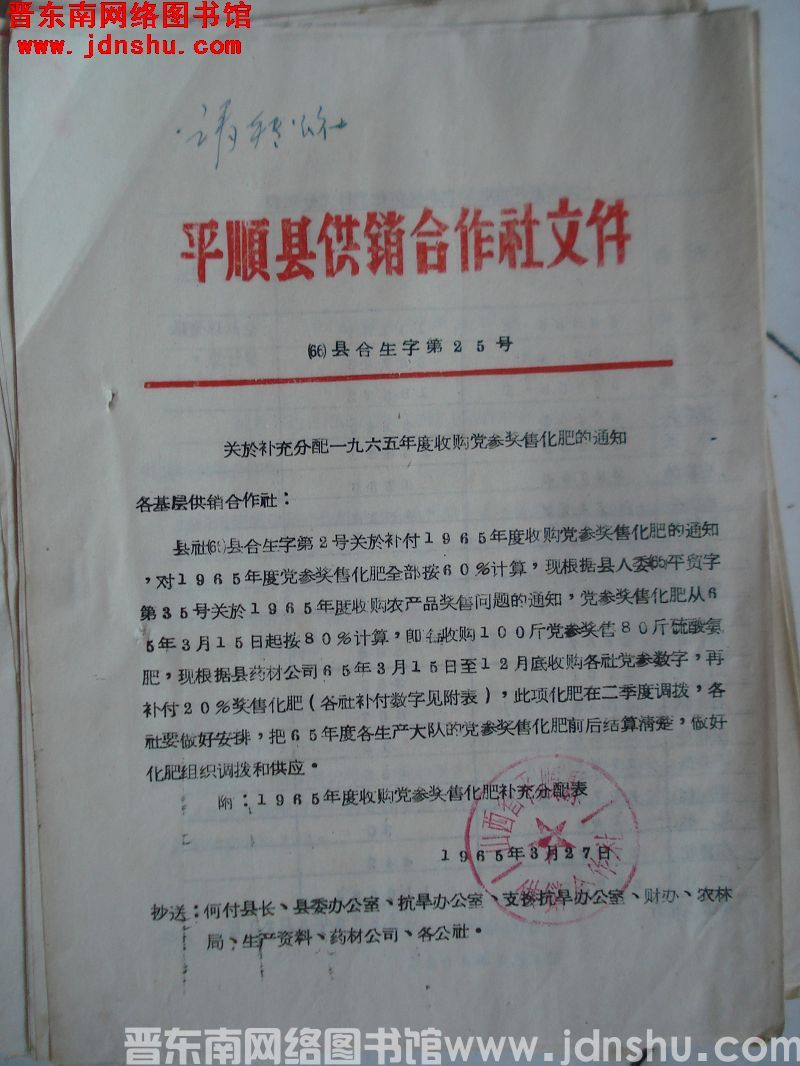 晋东南网络图书馆
www.jdnshu.com
请转公社
平順县供销合作社文件
(66)县合生字第25号
关於补充分配一九六五年度收购党参奖售化肥的通知
各基层供销合作社：
县社(66)县合生字第2号关於补付1965年度收购党参奖售化肥的通知
，对1965年度党参奖售化肥全部按60%计算，现根据县人委(65)平贸字
第35号关於1965年度收购农产品奖售问题的通知，党参奖售化肥从6
5年3月15日起按80%计算，即每收购100斤党参奖售80斤硫酸氨
肥，现根据县药材公司65年3月15日至12月底收购各社党参数字，再
补付20%奖售化肥（各社补付数字见附表），此项化肥在二季度调拨，各
社要做好安排，把65年度各生产大队的党参奖售化肥前后结算清楚，做好
化肥组织调拨和供应。
附：1965年度收购党参奖售化肥补充分配表
山西省平順县供销合作社
1965年3月27日
抄送：何付县长、县委办公室、抗旱办公室、支援抗旱办公室、财办、农林
局、生产资料、药材公司、各公社。
晋东南网络图书馆www.jdnshu.com